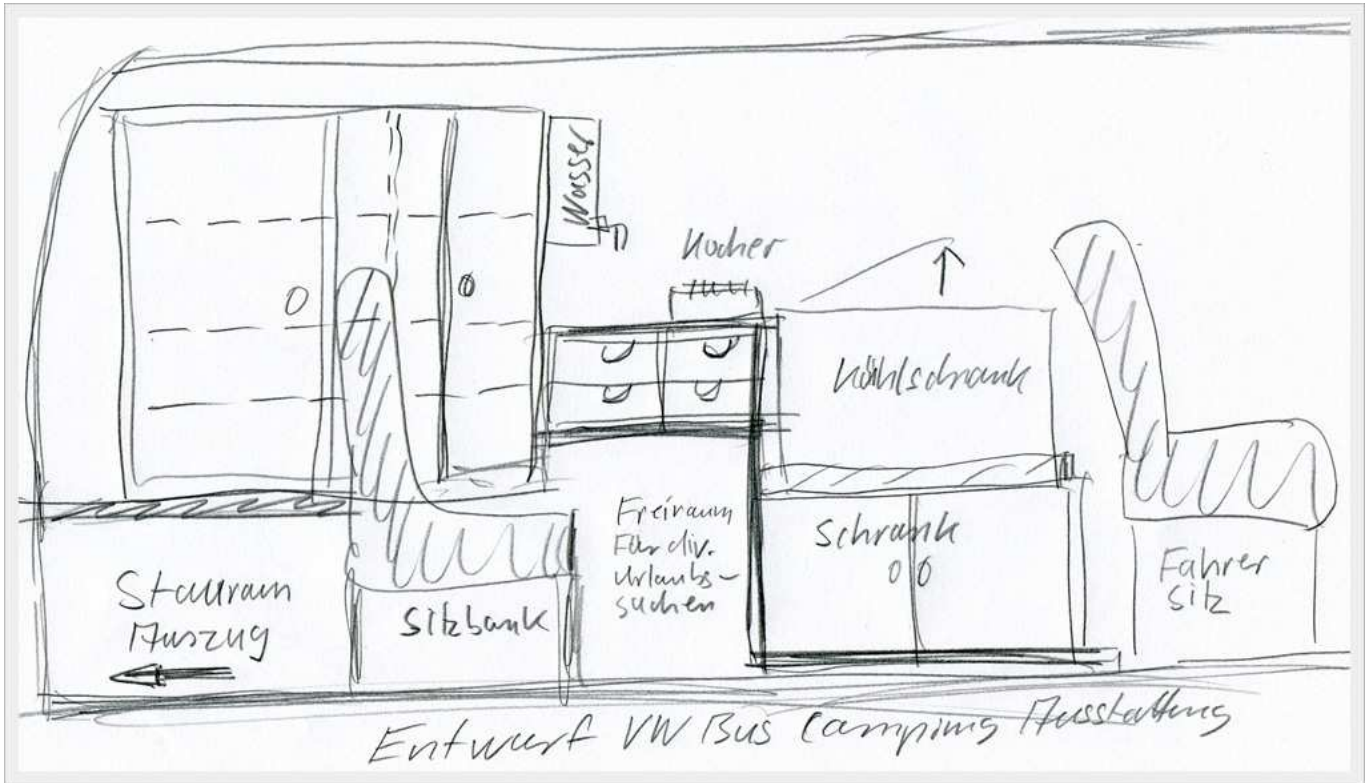 Wasser
Kocher
Kühlschrank
Freiraum
Für div.
Urlaubs-
sachen
Schrank
Fahrer
sitz
Stauraum
Auszug
Sitzbank
Entwurf VW Bus Camping Ausstattung